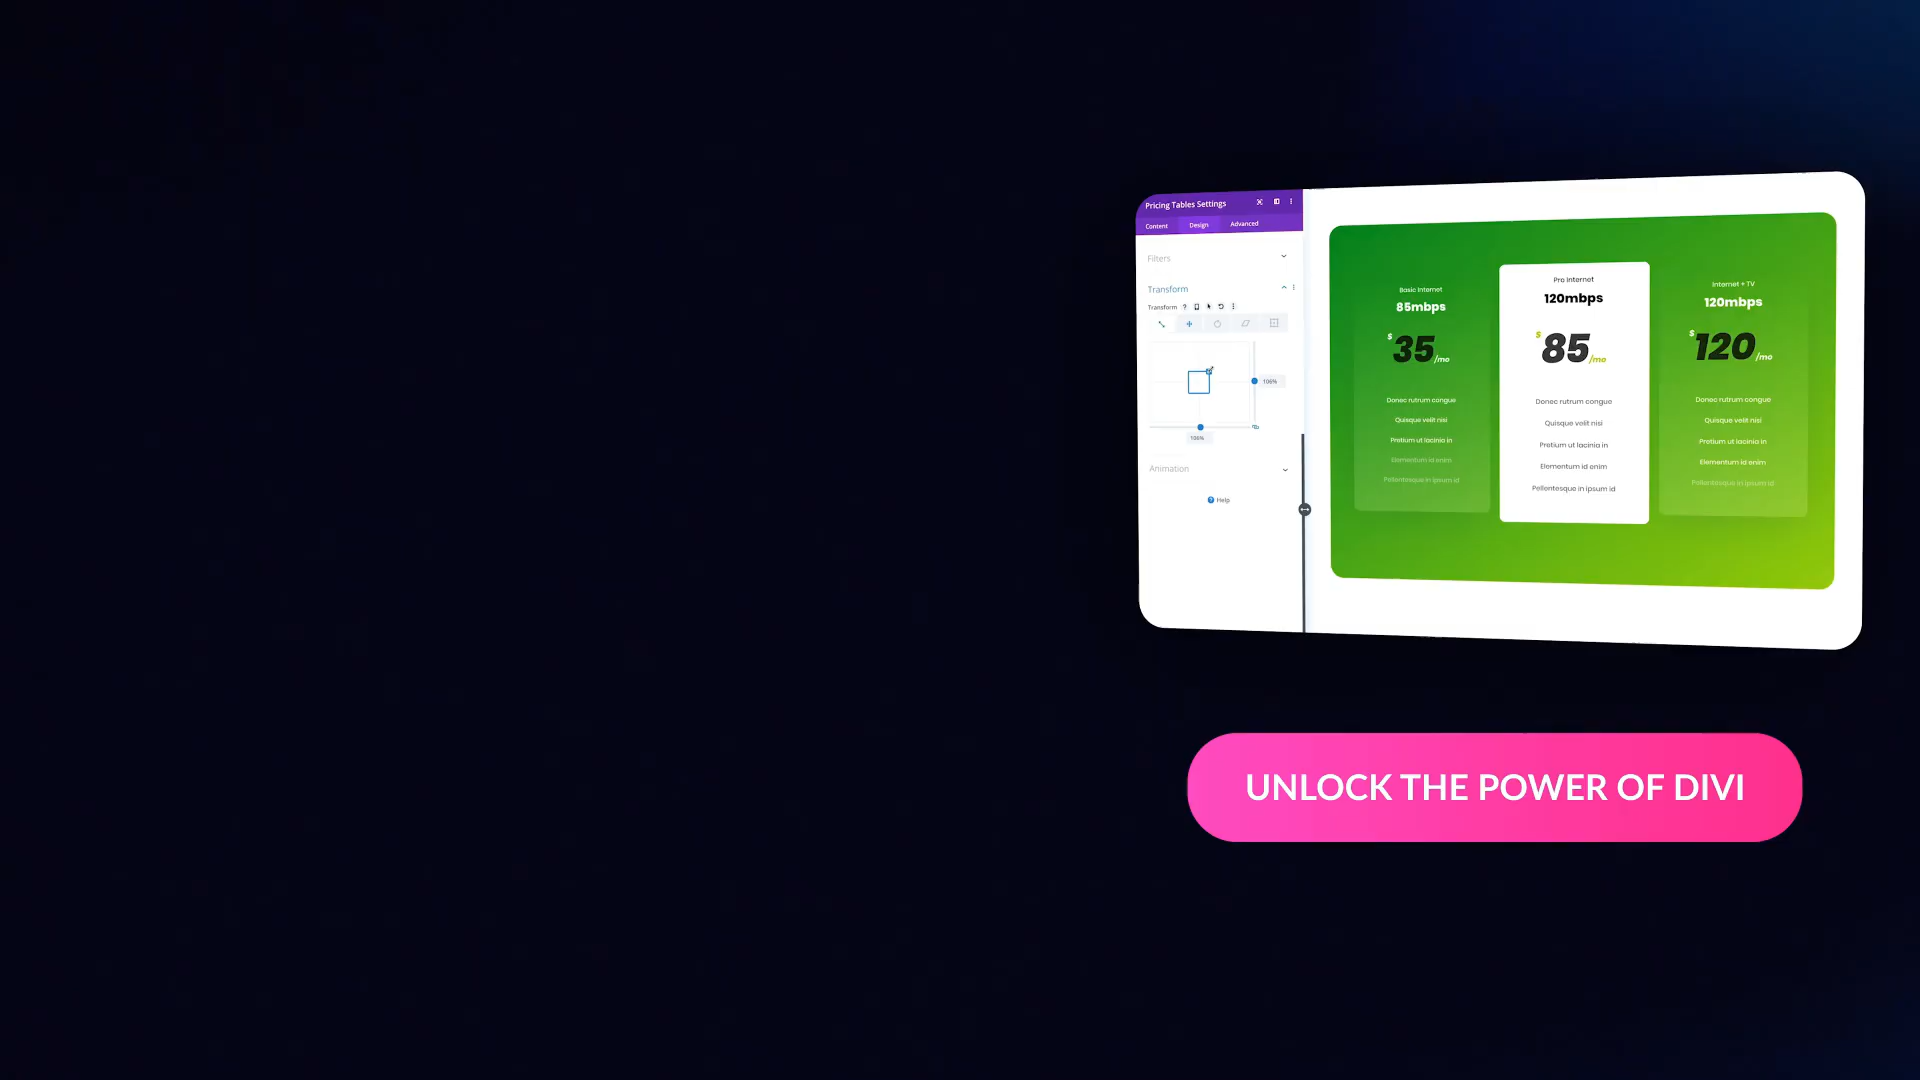 Pricing Tables Settings
Content Design Advanced
Filters
Transform
Transform ?
106%
106%
Animation
? Help
Basic Internet
85mbps
$35/mo
Donec rutrum congue
Quisque velit nisi
Pretium ut lacinia in
Elementum id enim
Pellentesque in ipsum id
Pro Internet
120mbps
$85/mo
Donec rutrum congue
Quisque velit nisi
Pretium ut lacinia in
Elementum id enim
Pellentesque in ipsum id
Internet + TV
120mbps
$120/mo
Donec rutrum congue
Quisque velit nisi
Pretium ut lacinia in
Elementum id enim
Pellentesque in ipsum id
UNLOCK THE POWER OF DIVI